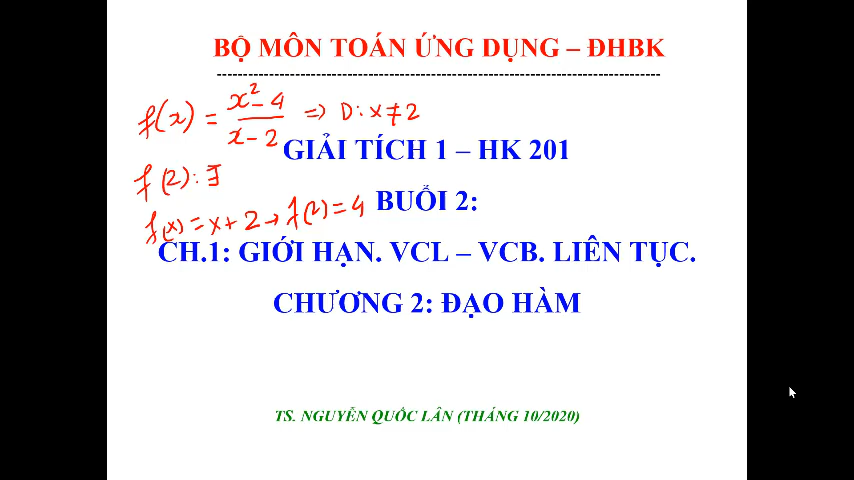 BỘ MÔN TOÁN ỨNG DỤNG – ĐHBK
-----------------------------------------------------------------
f(x) = (x² - 4)/(x - 2) => D: x ≠ 2
GIẢI TÍCH 1 – HK 201
f(2): ∃
BUỔI 2:
f(x) = x + 2 → f(2) = 4
CH.1: GIỚI HẠN. VCL – VCB. LIÊN TỤC.
CHƯƠNG 2: ĐẠO HÀM
TS. NGUYỄN QUỐC LÂN (THÁNG 10/2020)